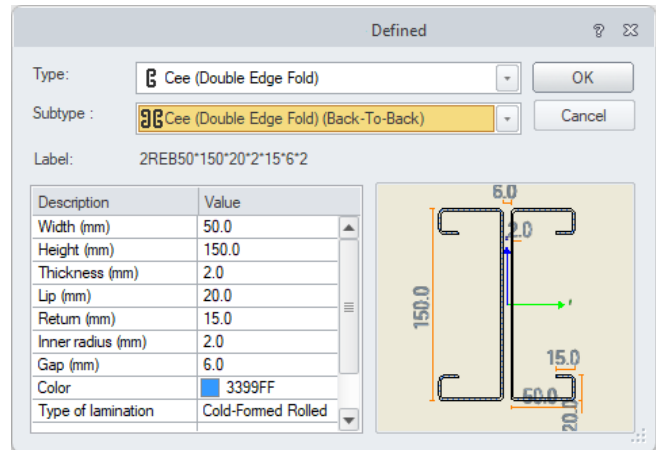 Defined
Type: Cee (Double Edge Fold) OK
Subtype : Cee (Double Edge Fold) (Back-To-Back) Cancel
Label: 2REB50*150*20*2*15*6*2
Description Value
Width (mm) 50.0
Height (mm) 150.0
Thickness (mm) 2.0
Lip (mm) 20.0
Return (mm) 15.0
Inner radius (mm) 2.0
Gap (mm) 6.0
Color 3399FF
Type of lamination Cold-Formed Rolled
6.0
2.0
150.0
15.0
50.0
20.0